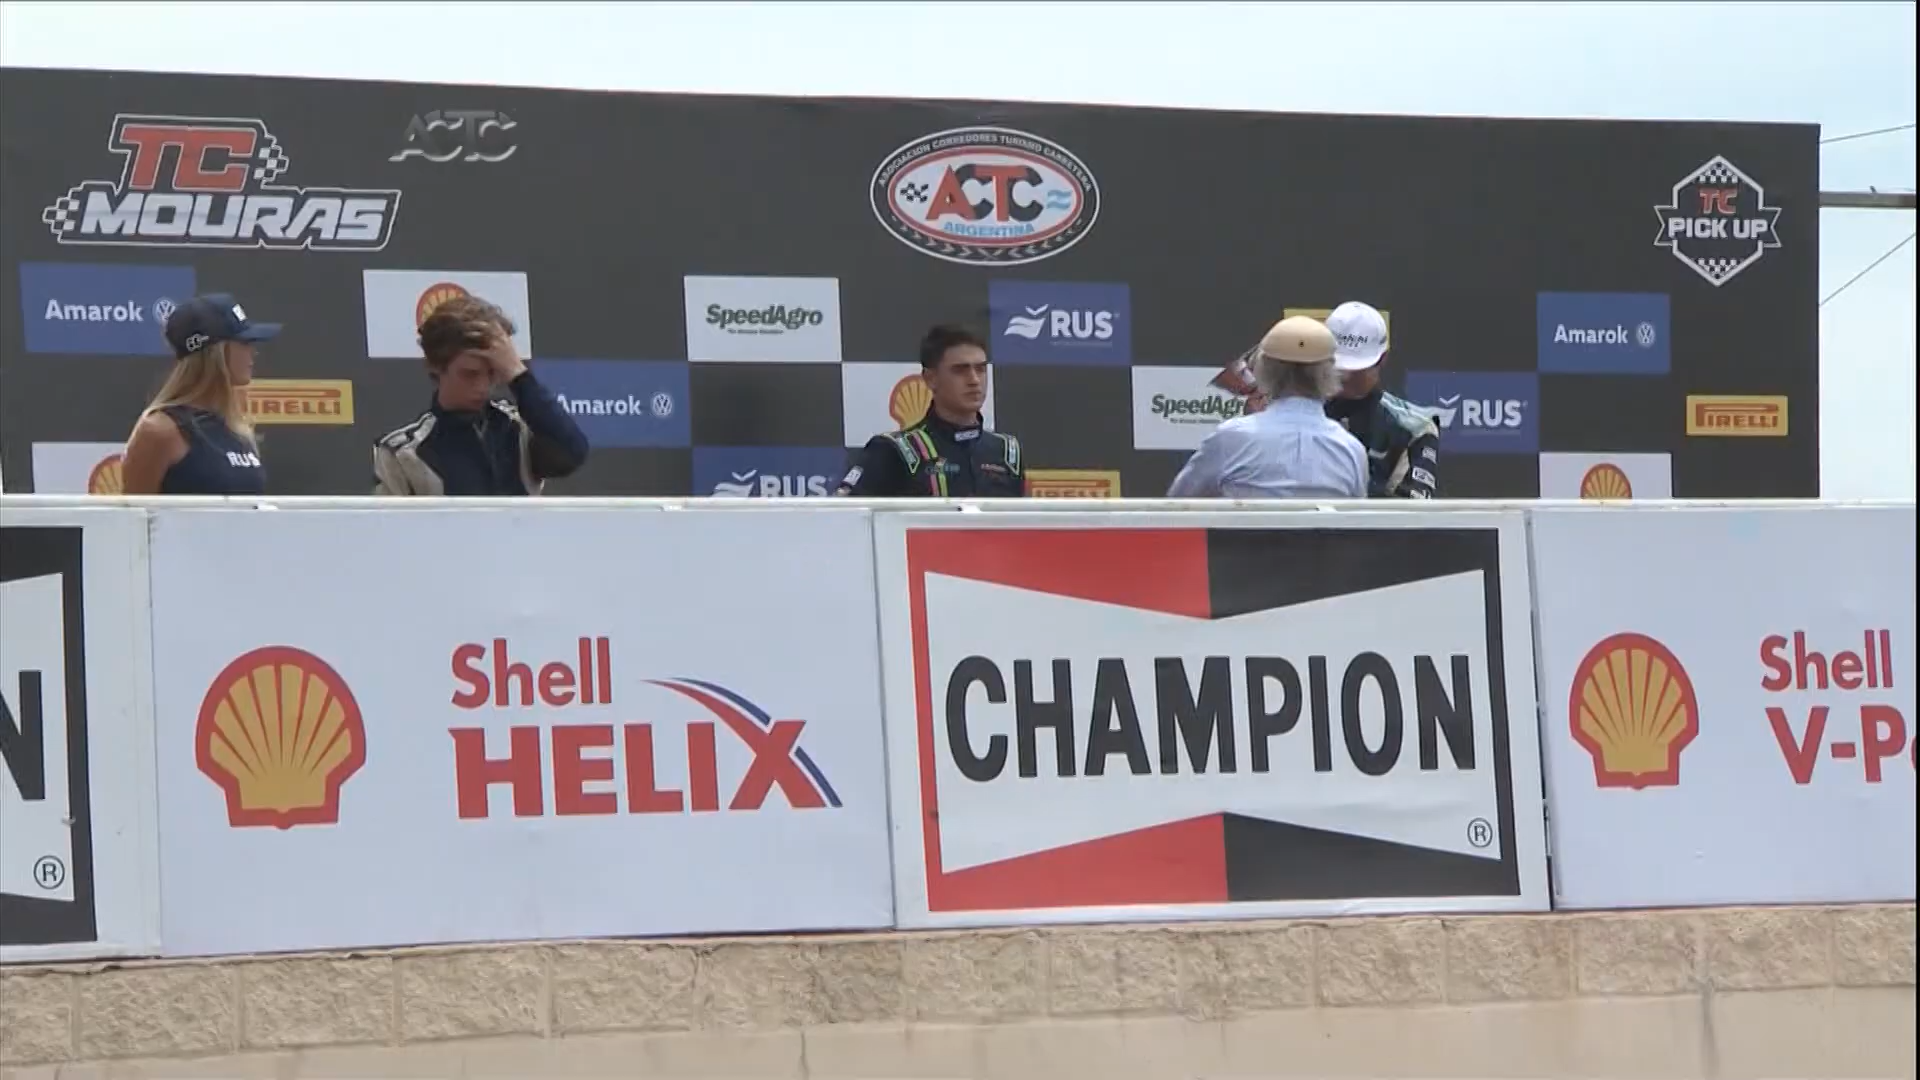 TC
MOURAS
ACTC
ASOCIACION CORREDORES TURISMO CARRETERA
ACTC
ARGENTINA
TC
PICK UP
Amarok
SpeedAgro
RUS
Amarok
PIRELLI
Amarok
SpeedAgr
RUS
PIRELLI
RUS
RUS
PIRELLI
N
®
Shell
HELIX
CHAMPION
®
Shell
V-P